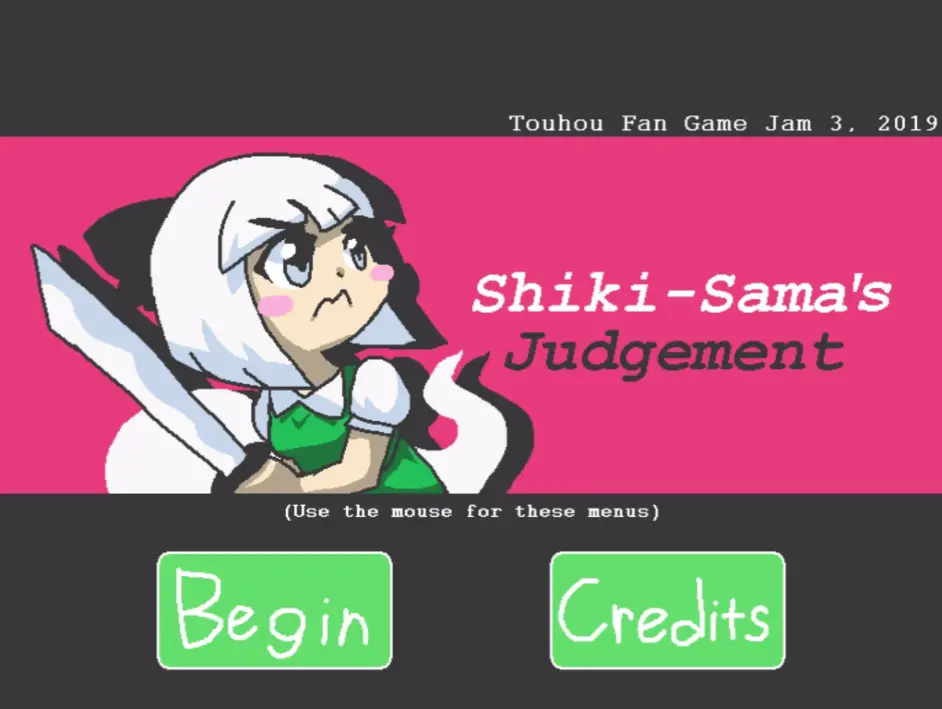 Touhou Fan Game Jam 3, 2019
Shiki-Sama's
Judgement
(Use the mouse for these menus)
Begin
Credits